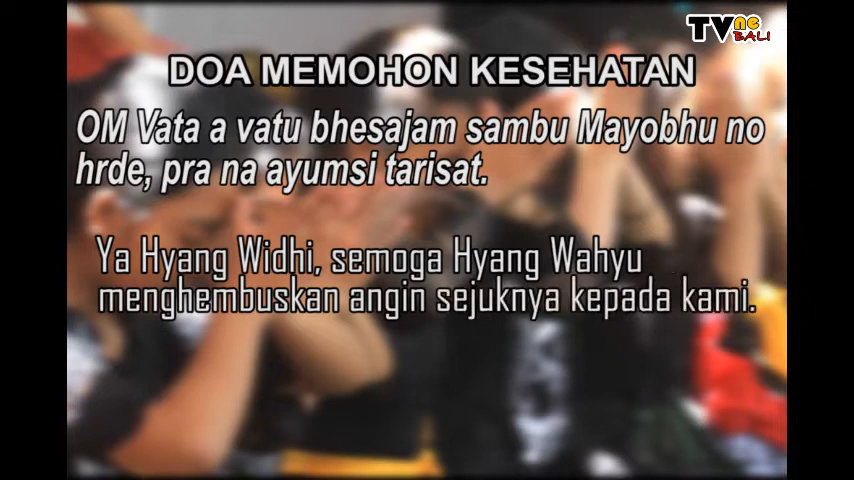 TVne
BALI
DOA MEMOHON KESEHATAN
OM Vata a vatu bhesajam sambu Mayobhu no
hrde, pra na ayumsi tarisat.
Ya Hyang Widhi, semoga Hyang Wahyu
menghembuskan angin sejuknya kepada kami.